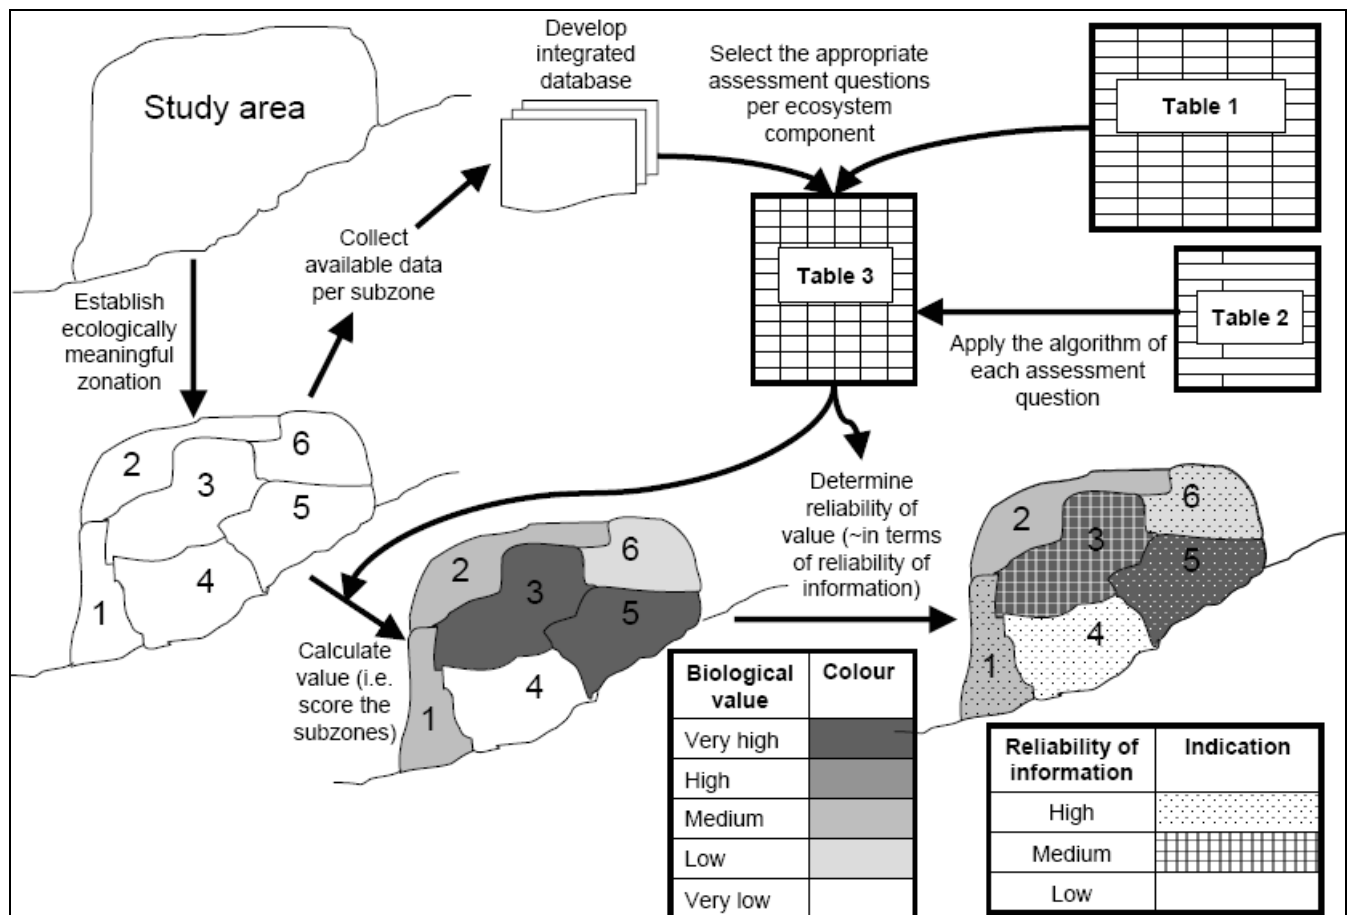 Study area
Develop
integrated
database
Select the appropriate
assessment questions
per ecosystem
component
Table 1
Collect
available data
per subzone
Establish
ecologically
meaningful
zonation
Table 3
Table 2
Apply the algorithm of
each assessment
question
2
3
6
5
4
1
Determine
reliability of
value (~in terms
of reliability of
information)
2
3
6
5
4
1
2
3
6
5
4
1
Calculate
value (i.e.
score the
subzones)
Biological value Colour
Very high
High
Medium
Low
Very low
Reliability of information Indication
High
Medium
Low